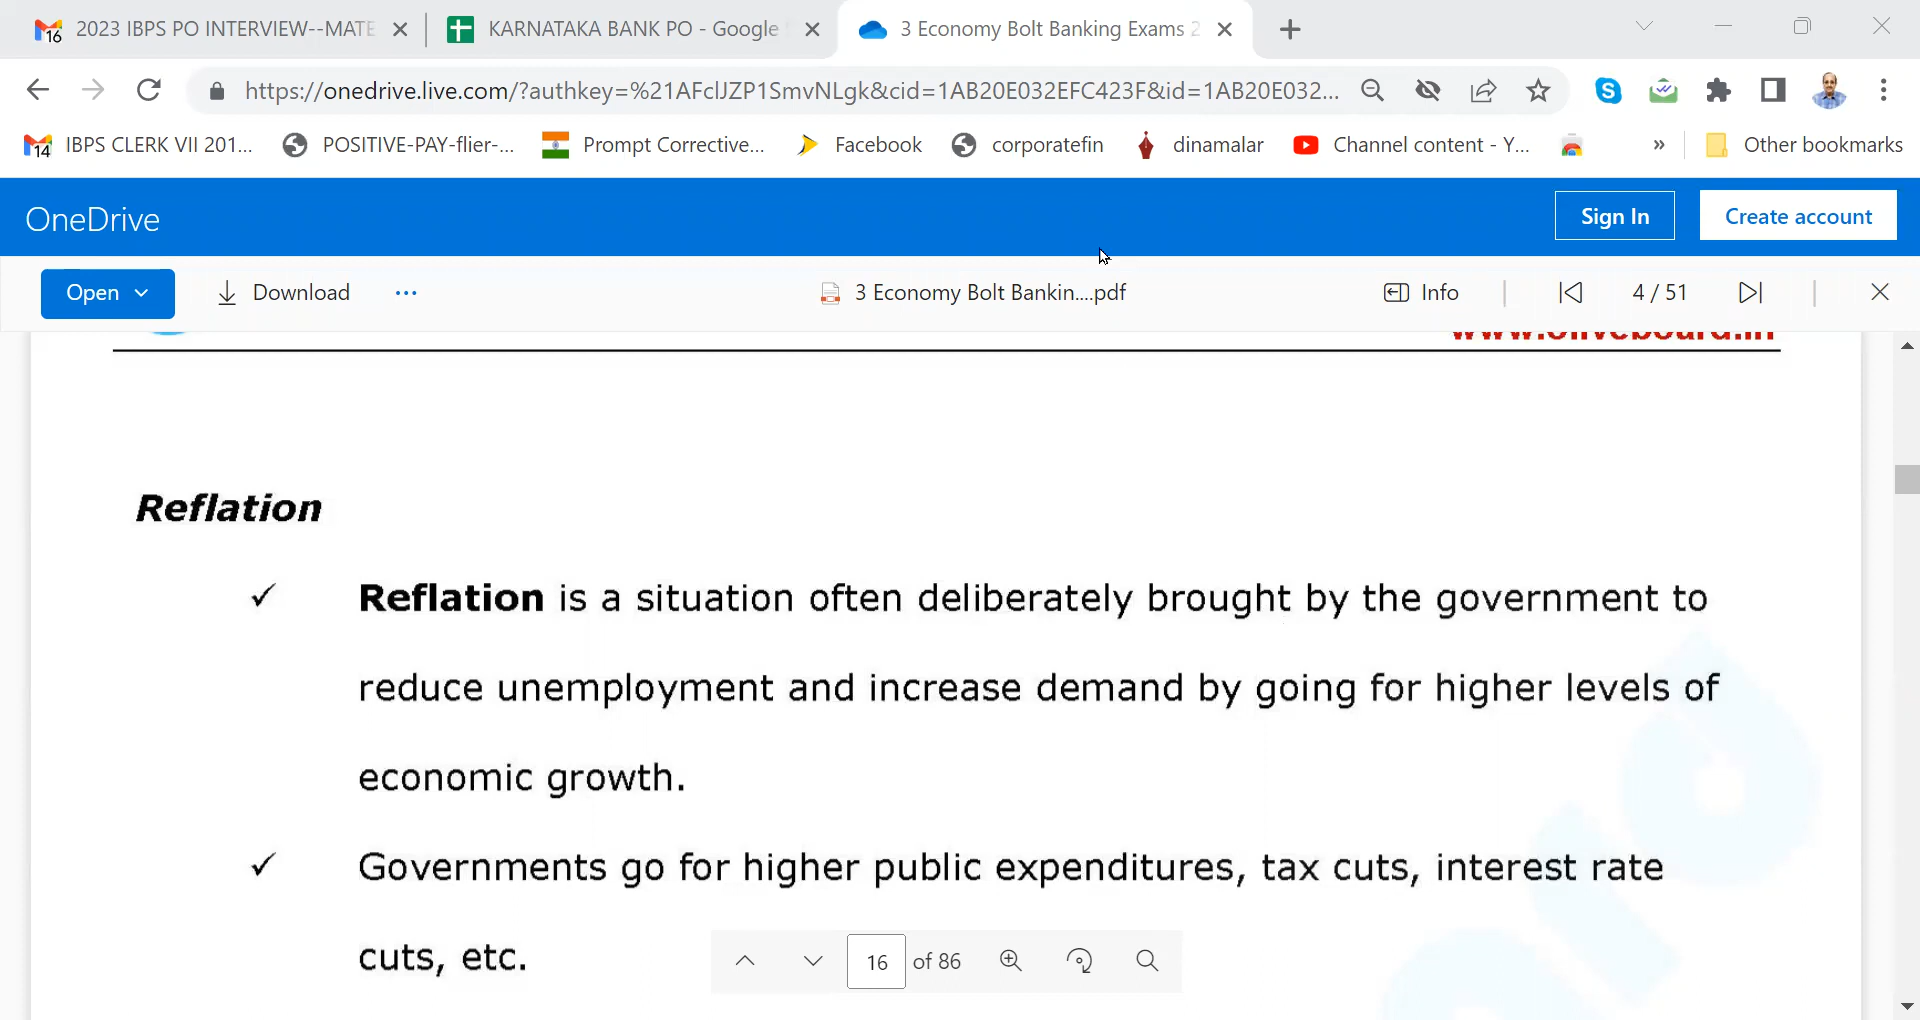 2023 IBPS PO INTERVIEW--MATE
KARNATAKA BANK PO - Google
3 Economy Bolt Banking Exams 2
https://onedrive.live.com/?authkey=%21AFclJZP1SmvNLgk&cid=1AB20E032EFC423F&id=1AB20E032...
IBPS CLERK VII 201...
POSITIVE-PAY-flier-...
Prompt Corrective...
Facebook
corporatefin
dinamalar
Channel content - Y...
»
Other bookmarks
OneDrive
Sign In
Create account
Open
Download
...
3 Economy Bolt Bankin....pdf
Info
4 / 51
www.oliveboard.in
Reflation
✓ Reflation is a situation often deliberately brought by the government to
reduce unemployment and increase demand by going for higher levels of
economic growth.
✓ Governments go for higher public expenditures, tax cuts, interest rate
cuts, etc.
16 of 86